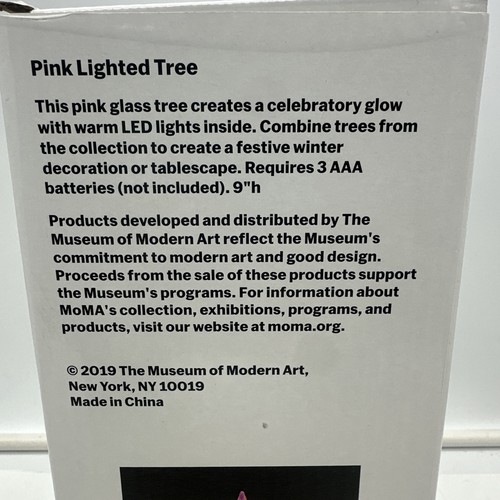 Pink Lighted Tree
This pink glass tree creates a celebratory glow
with warm LED lights inside. Combine trees from
the collection to create a festive winter
decoration or tablescape. Requires 3 AAA
batteries (not included). 9"h
Products developed and distributed by The
Museum of Modern Art reflect the Museum's
commitment to modern art and good design.
Proceeds from the sale of these products support
the Museum's programs. For information about
MoMA's collection, exhibitions, programs, and
products, visit our website at moma.org.
© 2019 The Museum of Modern Art,
New York, NY 10019
Made in China